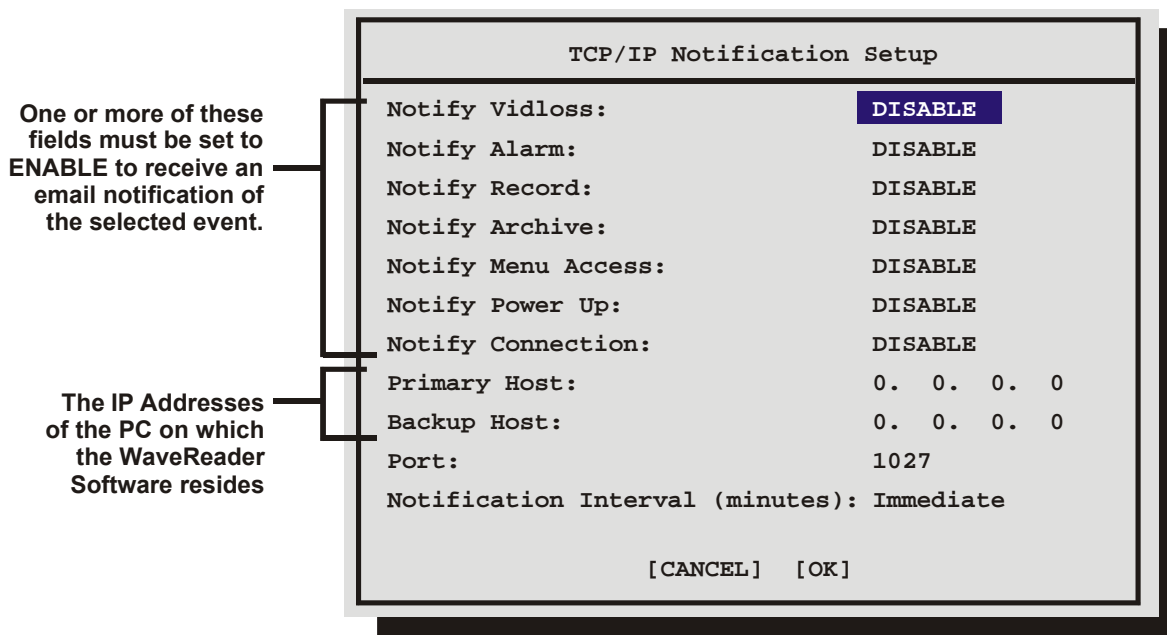 TCP/IP Notification Setup
One or more of these
fields must be set to
ENABLE to receive an
email notification of
the selected event.
Notify Vidloss: DISABLE
Notify Alarm: DISABLE
Notify Record: DISABLE
Notify Archive: DISABLE
Notify Menu Access: DISABLE
Notify Power Up: DISABLE
Notify Connection: DISABLE
The IP Addresses
of the PC on which
the WaveReader
Software resides
Primary Host: 0. 0. 0. 0
Backup Host: 0. 0. 0. 0
Port: 1027
Notification Interval (minutes): Immediate
[CANCEL] [OK]